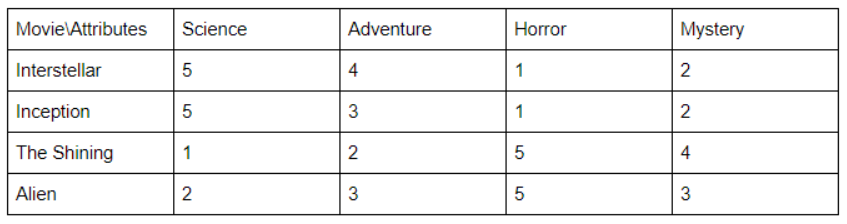 Movie\Attributes Science Adventure Horror Mystery
Interstellar 5 4 1 2
Inception 5 3 1 2
The Shining 1 2 5 4
Alien 2 3 5 3